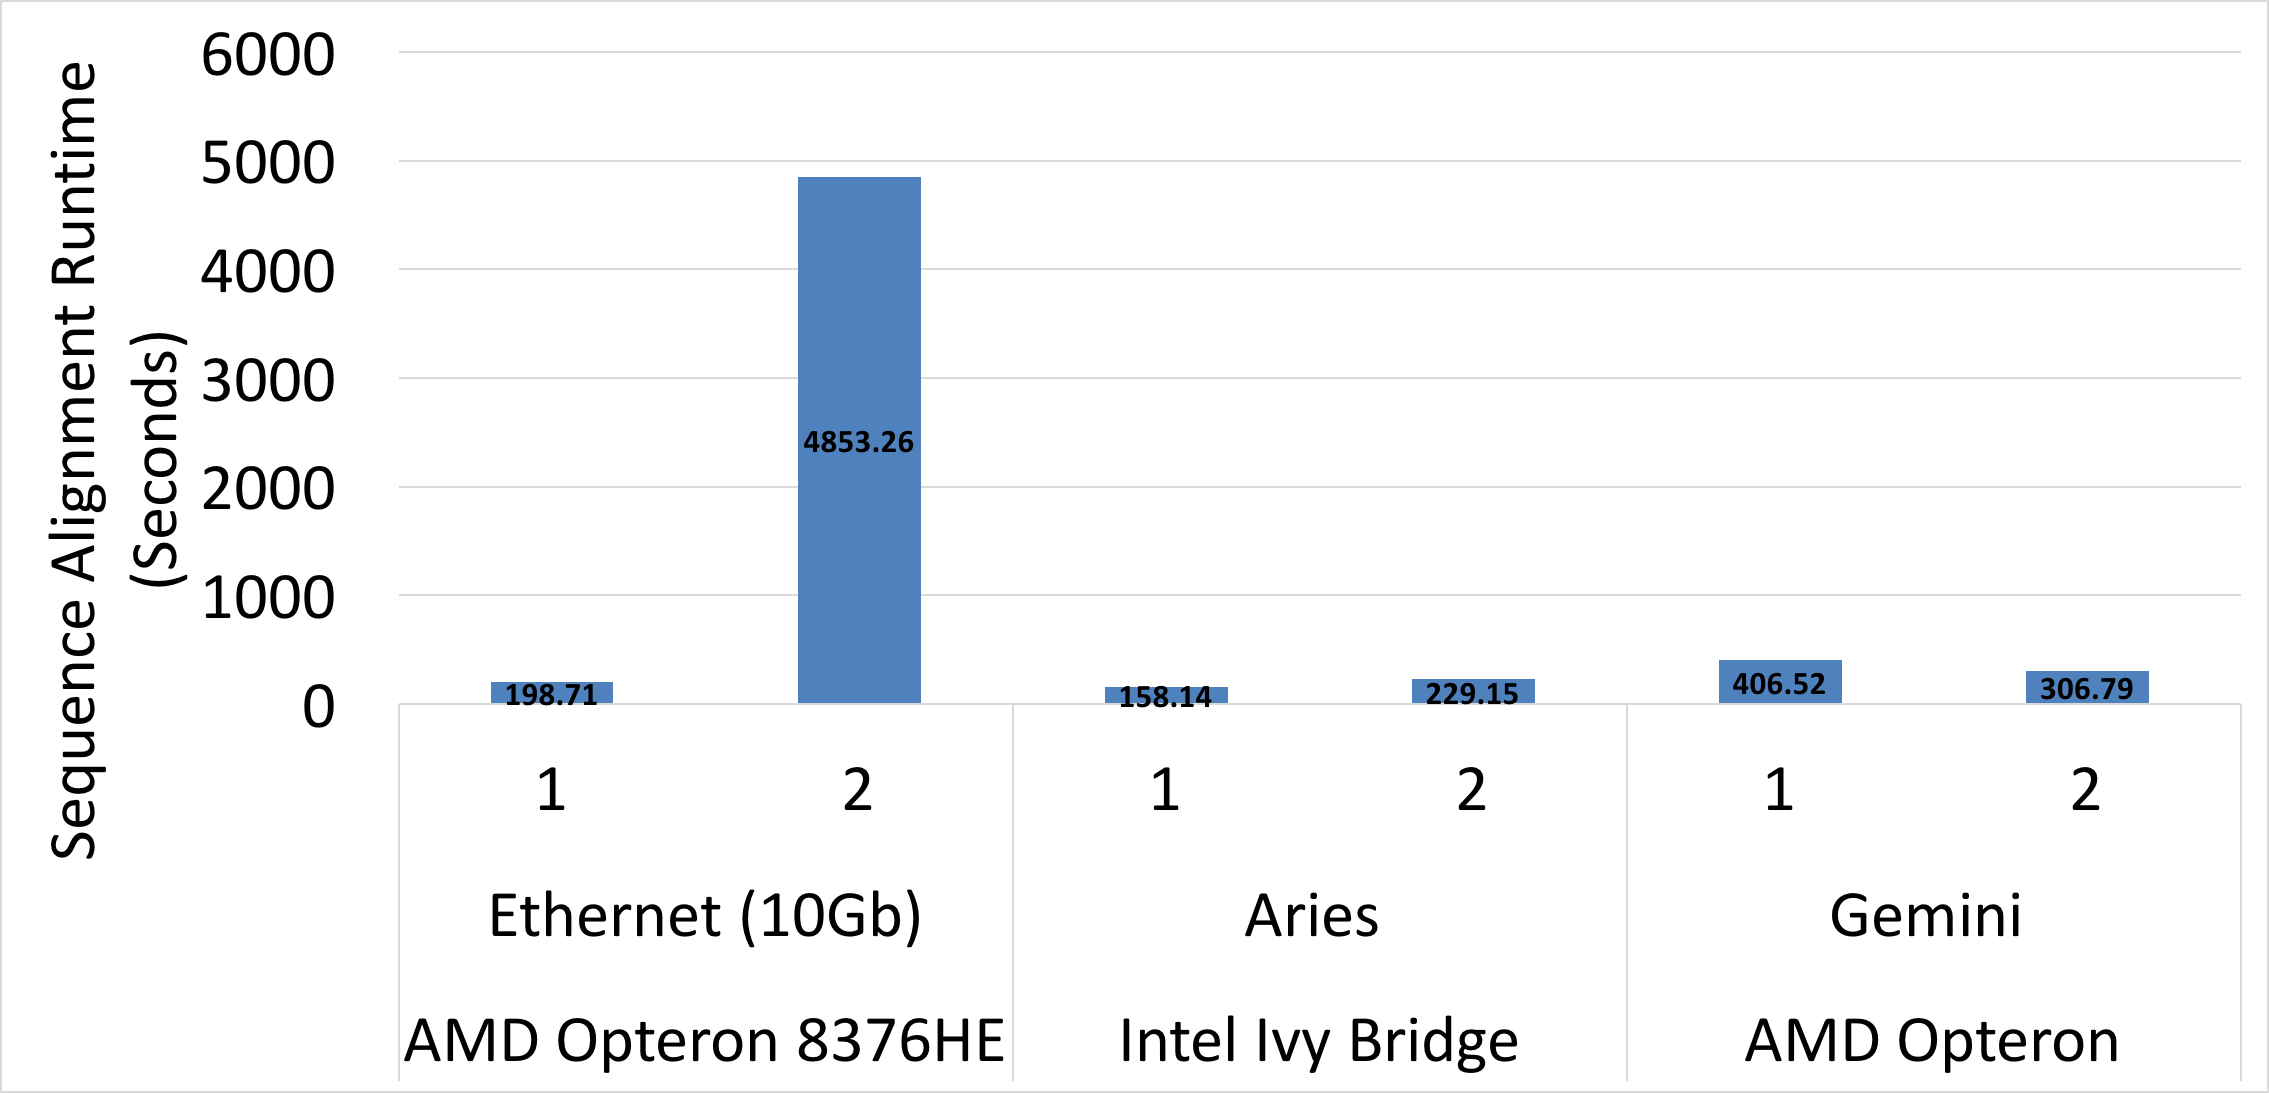 Sequence Alignment Runtime
(Seconds)
6000
5000
4000
3000
2000
1000
0
198.71
4853.26
158.14
229.15
406.52
306.79
1 2 1 2 1 2
Ethernet (10Gb) Aries Gemini
AMD Opteron 8376HE Intel Ivy Bridge AMD Opteron